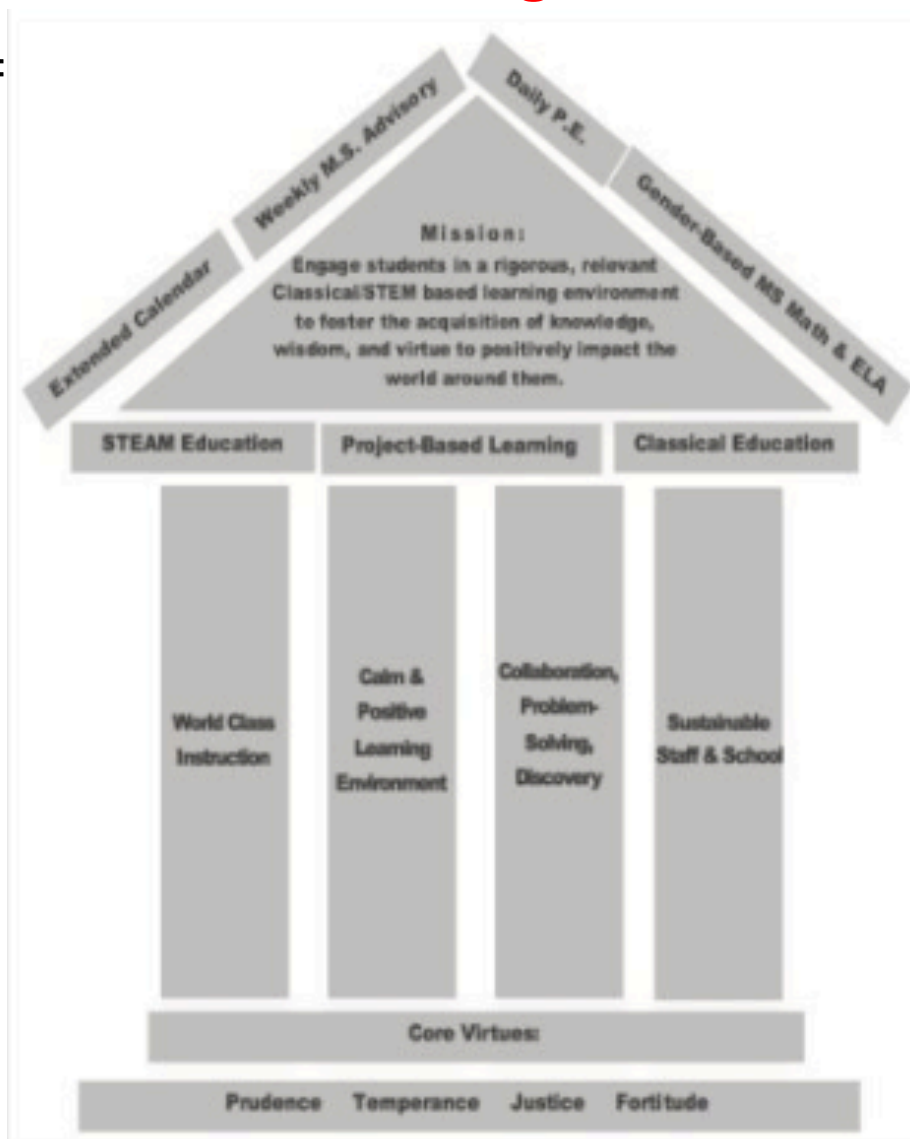 Weekly M.S. Advisory
Daily P.E.
Extended Calendar
Gender-Based MS Math & ELA
Mission:
Engage students in a rigorous, relevant
Classical/STEM based learning environment
to foster the acquisition of knowledge,
wisdom, and virtue to positively impact the
world around them.
STEAM Education
Project-Based Learning
Classical Education
World Class
Instruction
Calm &
Positive
Learning
Environment
Collaboration,
Problem-
Solving,
Discovery
Sustainable
Staff & School
Core Virtues:
Prudence Temperance Justice Fortitude